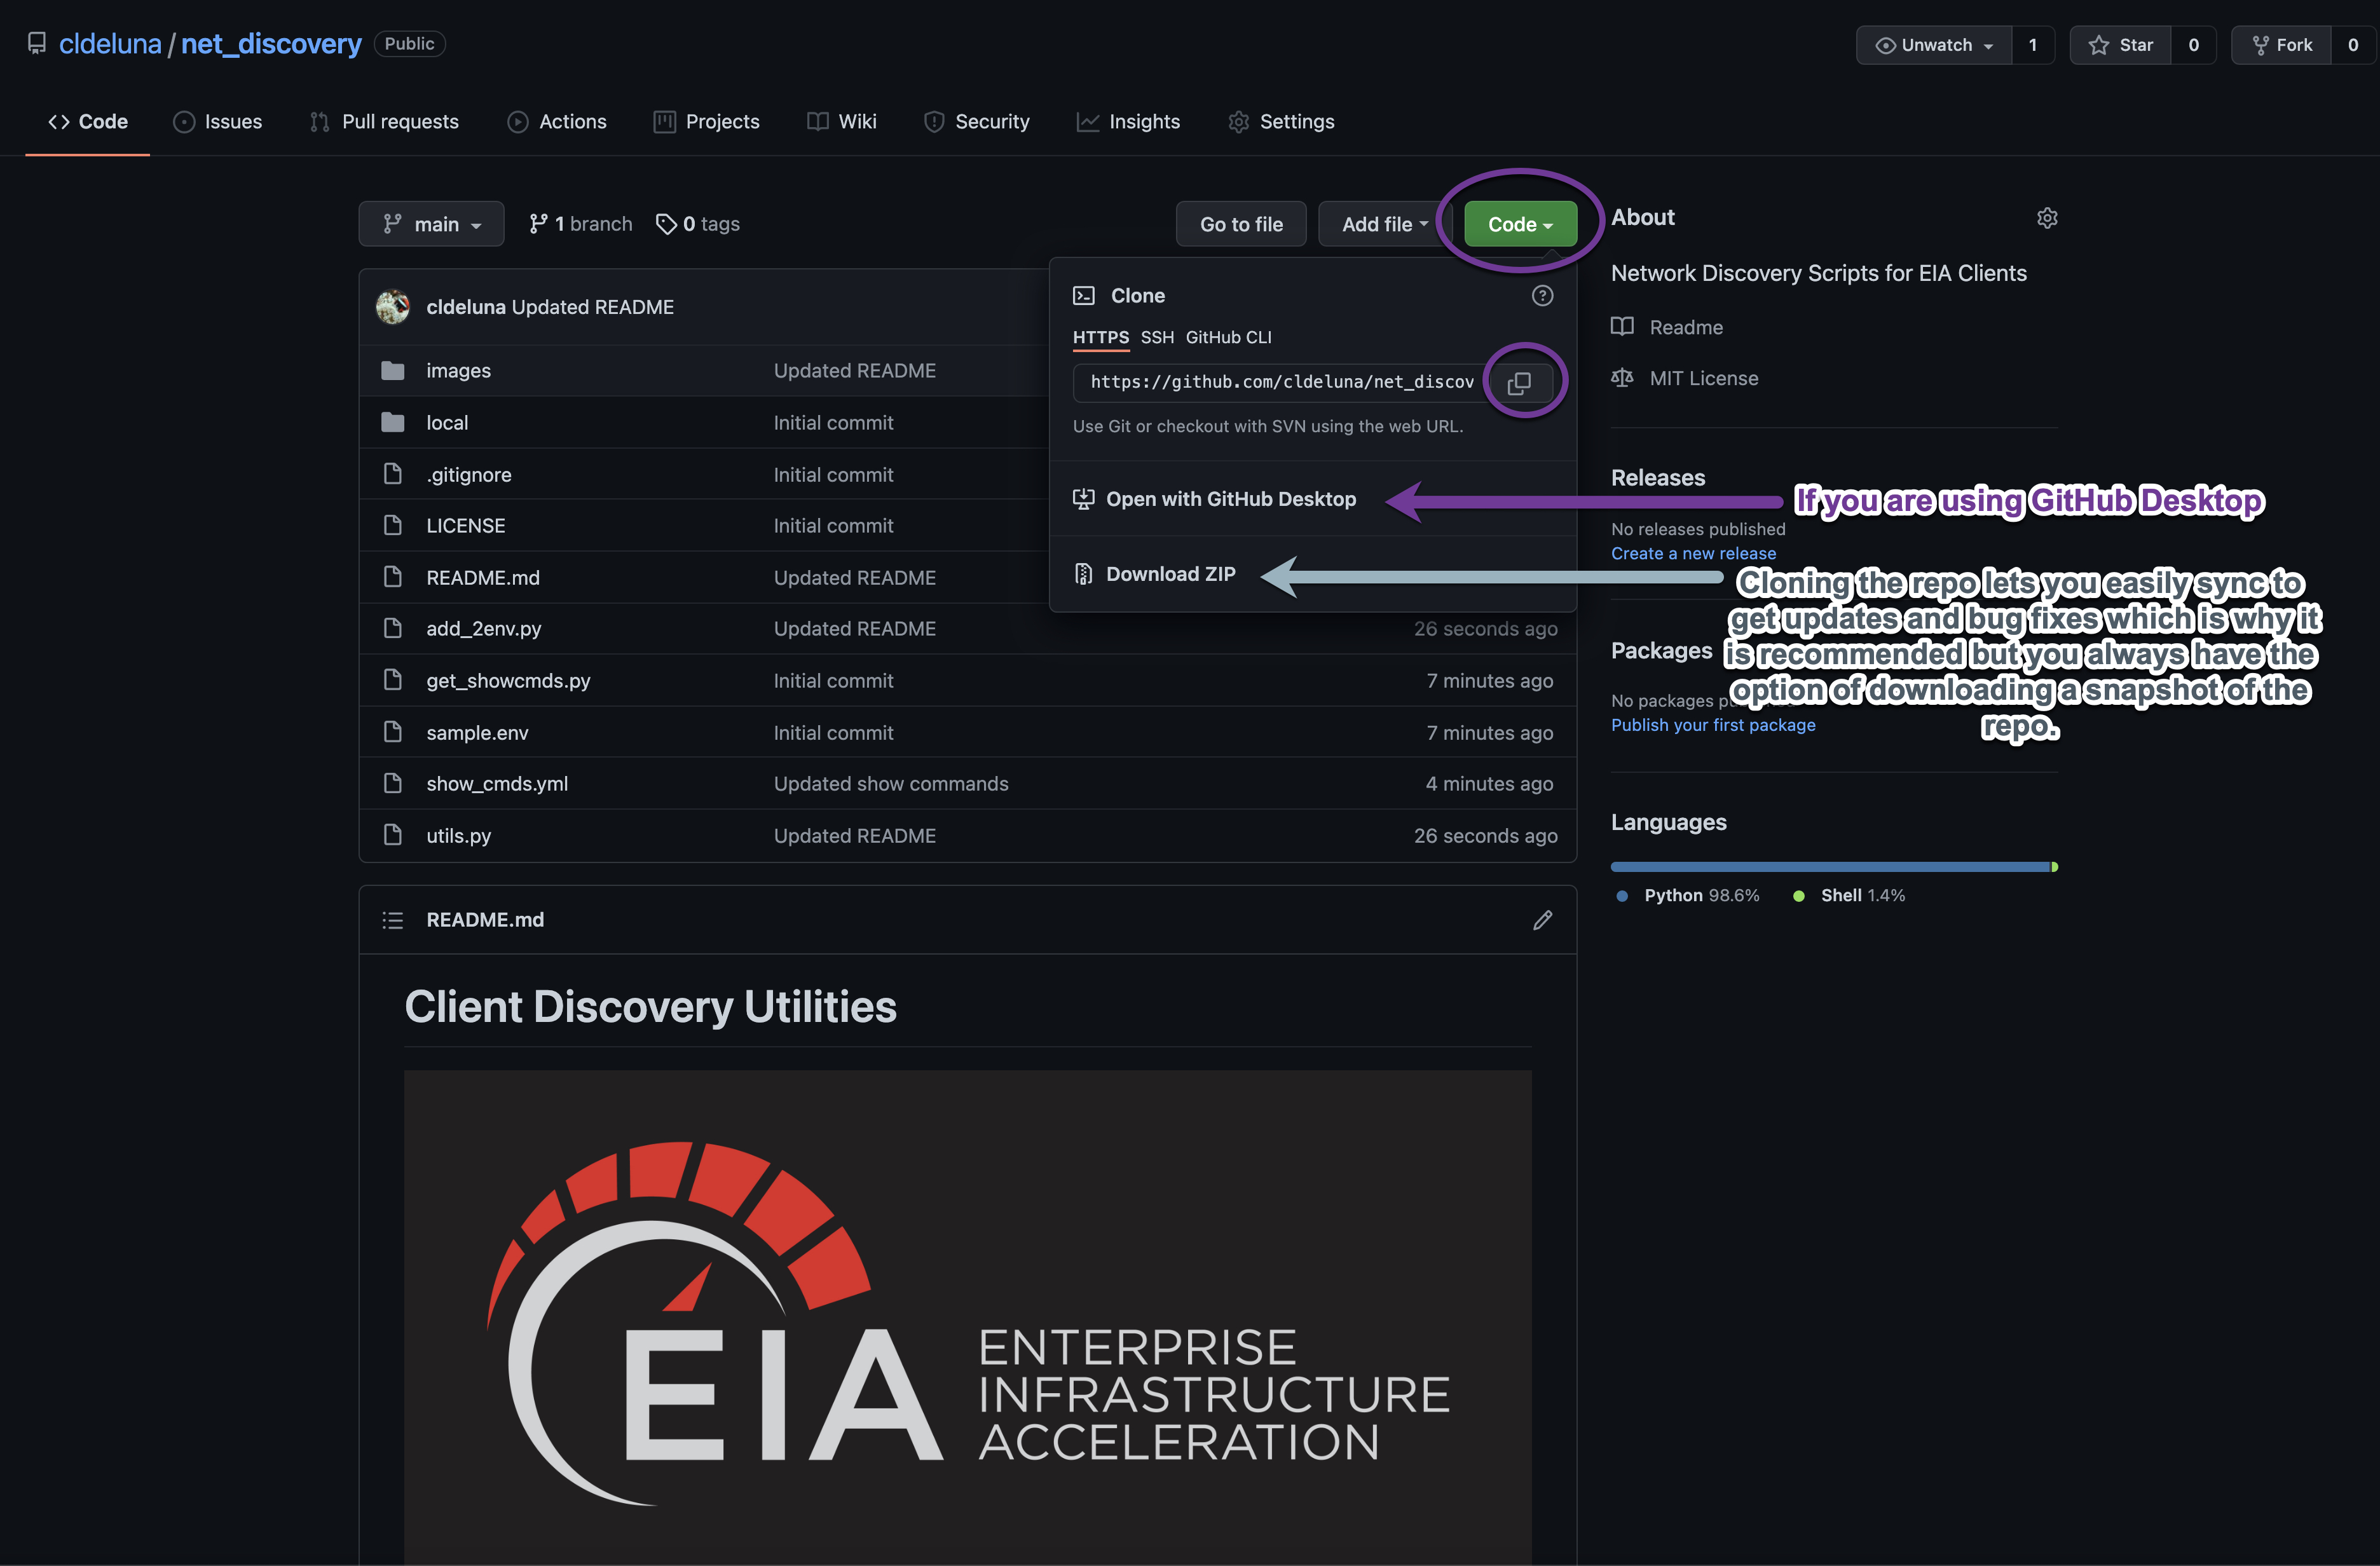 cldeluna / net_discovery Public
Unwatch 1 Star 0 Fork 0
Code Issues Pull requests Actions Projects Wiki Security Insights Settings
main 1 branch 0 tags Go to file Add file Code
cldeluna Updated README
images Updated README
local Initial commit
.gitignore Initial commit
LICENSE Initial commit
README.md Updated README
add_2env.py Updated README 26 seconds ago
get_showcmds.py Initial commit 7 minutes ago
sample.env Initial commit 7 minutes ago
show_cmds.yml Updated show commands 4 minutes ago
utils.py Updated README 26 seconds ago
Clone
HTTPS SSH GitHub CLI
https://github.com/cldeluna/net_discov
Use Git or checkout with SVN using the web URL.
Open with GitHub Desktop
Download ZIP
About
Network Discovery Scripts for EIA Clients
Readme
MIT License
Releases
No releases published
Create a new release
If you are using GitHub Desktop
Cloning the repo lets you easily sync to
get updates and bug fixes which is why it
is recommended but you always have the
option of downloading a snapshot of the
repo.
Packages
No packages
Publish your first package
Languages
Python 98.6% Shell 1.4%
README.md
Client Discovery Utilities
EIA
ENTERPRISE
INFRASTRUCTURE
ACCELERATION